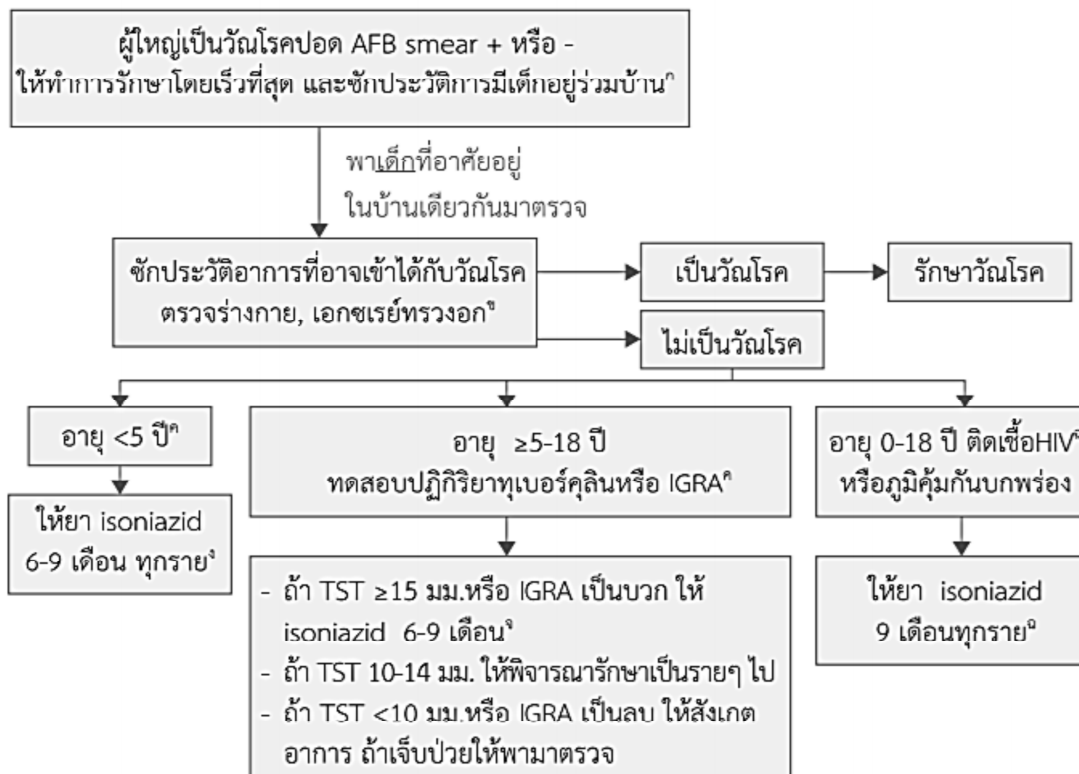 ผู้ใหญ่เป็นวัณโรคปอด AFB smear + หรือ -
ให้ทำการรักษาโดยเร็วที่สุด และซักประวัติการมีเด็กอยู่ร่วมบ้านก
พาเด็กที่อาศัยอยู่
ในบ้านเดียวกันมาตรวจ
ซักประวัติอาการที่อาจเข้าได้กับวัณโรค
ตรวจร่างกาย, เอกซเรย์ทรวงอกข
เป็นวัณโรค
รักษาวัณโรค
ไม่เป็นวัณโรค
อายุ <5 ปีค
ให้ยา isoniazid
6-9 เดือน ทุกรายง
อายุ ≥5-18 ปี
ทดสอบปฏิกิริยาทุเบอร์คุลินหรือ IGRAค
- ถ้า TST ≥15 มม.หรือ IGRA เป็นบวก ให้
isoniazid 6-9 เดือนจ
- ถ้า TST 10-14 มม. ให้พิจารณารักษาเป็นรายๆ ไป
- ถ้า TST <10 มม.หรือ IGRA เป็นลบ ให้สังเกต
อาการ ถ้าเจ็บป่วยให้พามาตรวจ
อายุ 0-18 ปี ติดเชื้อHIV
หรือภูมิคุ้มกันบกพร่อง
ให้ยา isoniazid
9 เดือนทุกรายฉ